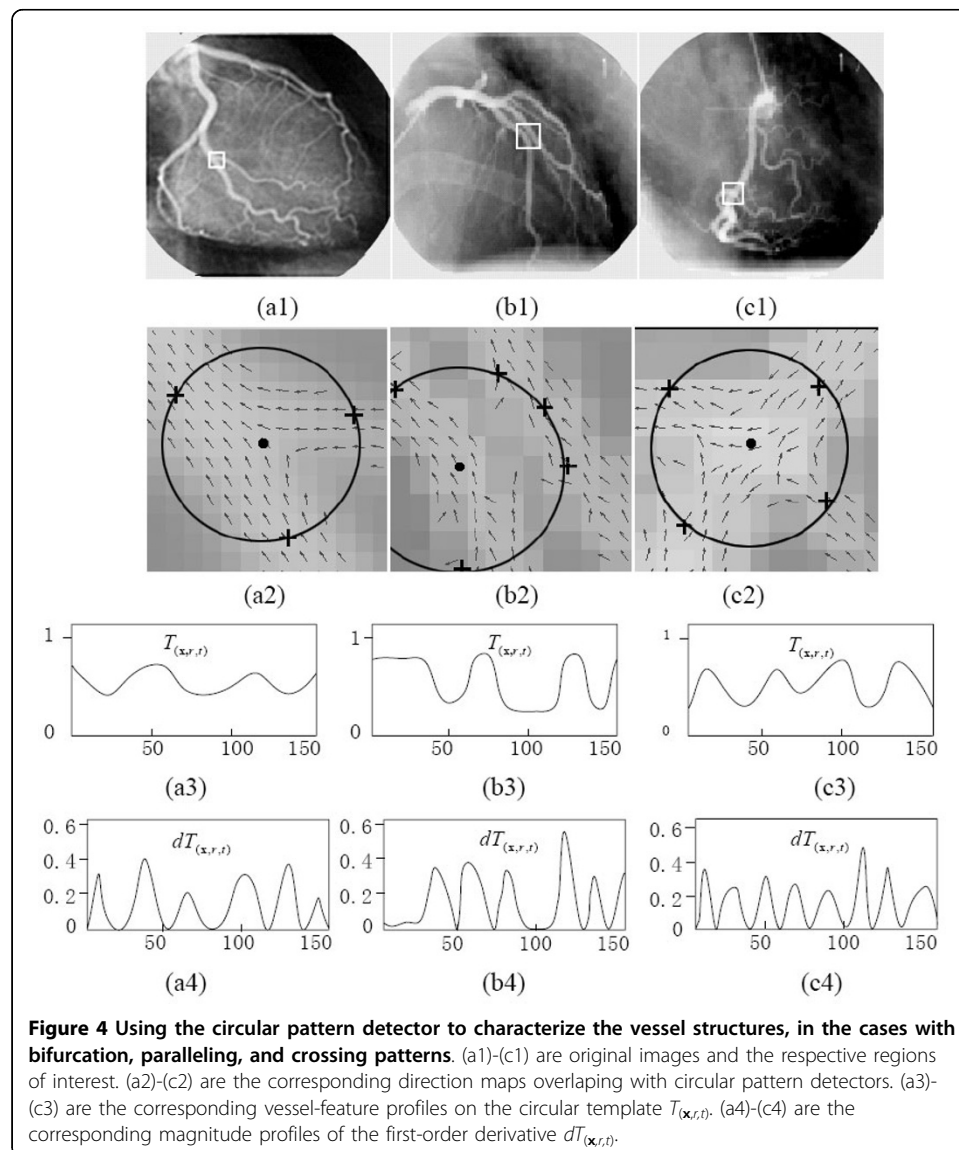 (a1) (b1) (c1)
(a2) (b2) (c2)
1 T(x,r,t) 1 T(x,r,t) 1 T(x,r,t)
0 0 0
50 100 150 50 100 150 50 100 150
(a3) (b3) (c3)
0.6 dT(x,r,t) 0.6 dT(x,r,t) 0.6 dT(x,r,t)
0.4 0.4 0.4
0.2 0.2 0.2
0 0 0
50 100 150 50 100 150 50 100 150
(a4) (b4) (c4)
Figure 4 Using the circular pattern detector to characterize the vessel structures, in the cases with
bifurcation, paralleling, and crossing patterns. (a1)-(c1) are original images and the respective regions
of interest. (a2)-(c2) are the corresponding direction maps overlaping with circular pattern detectors. (a3)-
(c3) are the corresponding vessel-feature profiles on the circular template T(x,r,t). (a4)-(c4) are the
corresponding magnitude profiles of the first-order derivative dT(x,r,t).